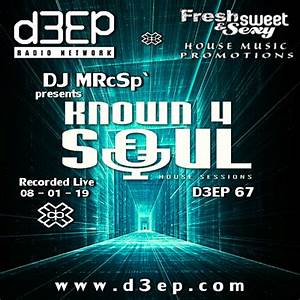 d3EP
RADIO NETWORK
Fresh Sweet
& Sexy
HOUSE MUSIC
PROMOTIONS
DJ MRcSp`
presents
KNOWN 4
SOUL
HOUSE SESSIONS
Recorded Live
08 - 01 - 19
D3EP 67
www.d3ep.com